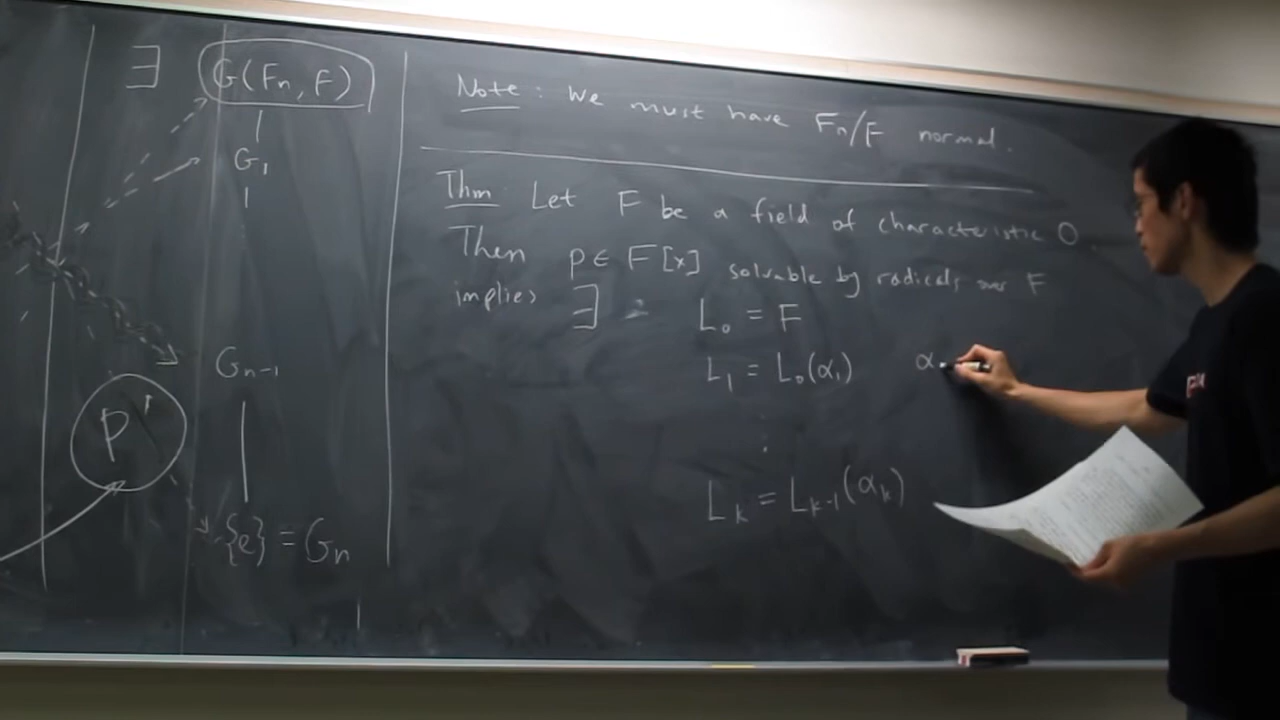 ∃ G(Fn, F)
G₁
Gn-1
P'
{e} = Gn
Note: We must have Fn/F normal.
Thm Let F be a field of characteristic 0.
Then p ∈ F[x] solvable by radicals over F
implies ∃ L₀ = F
L₁ = L₀(α₁) α
⋮
Lk = Lk-1(αk)